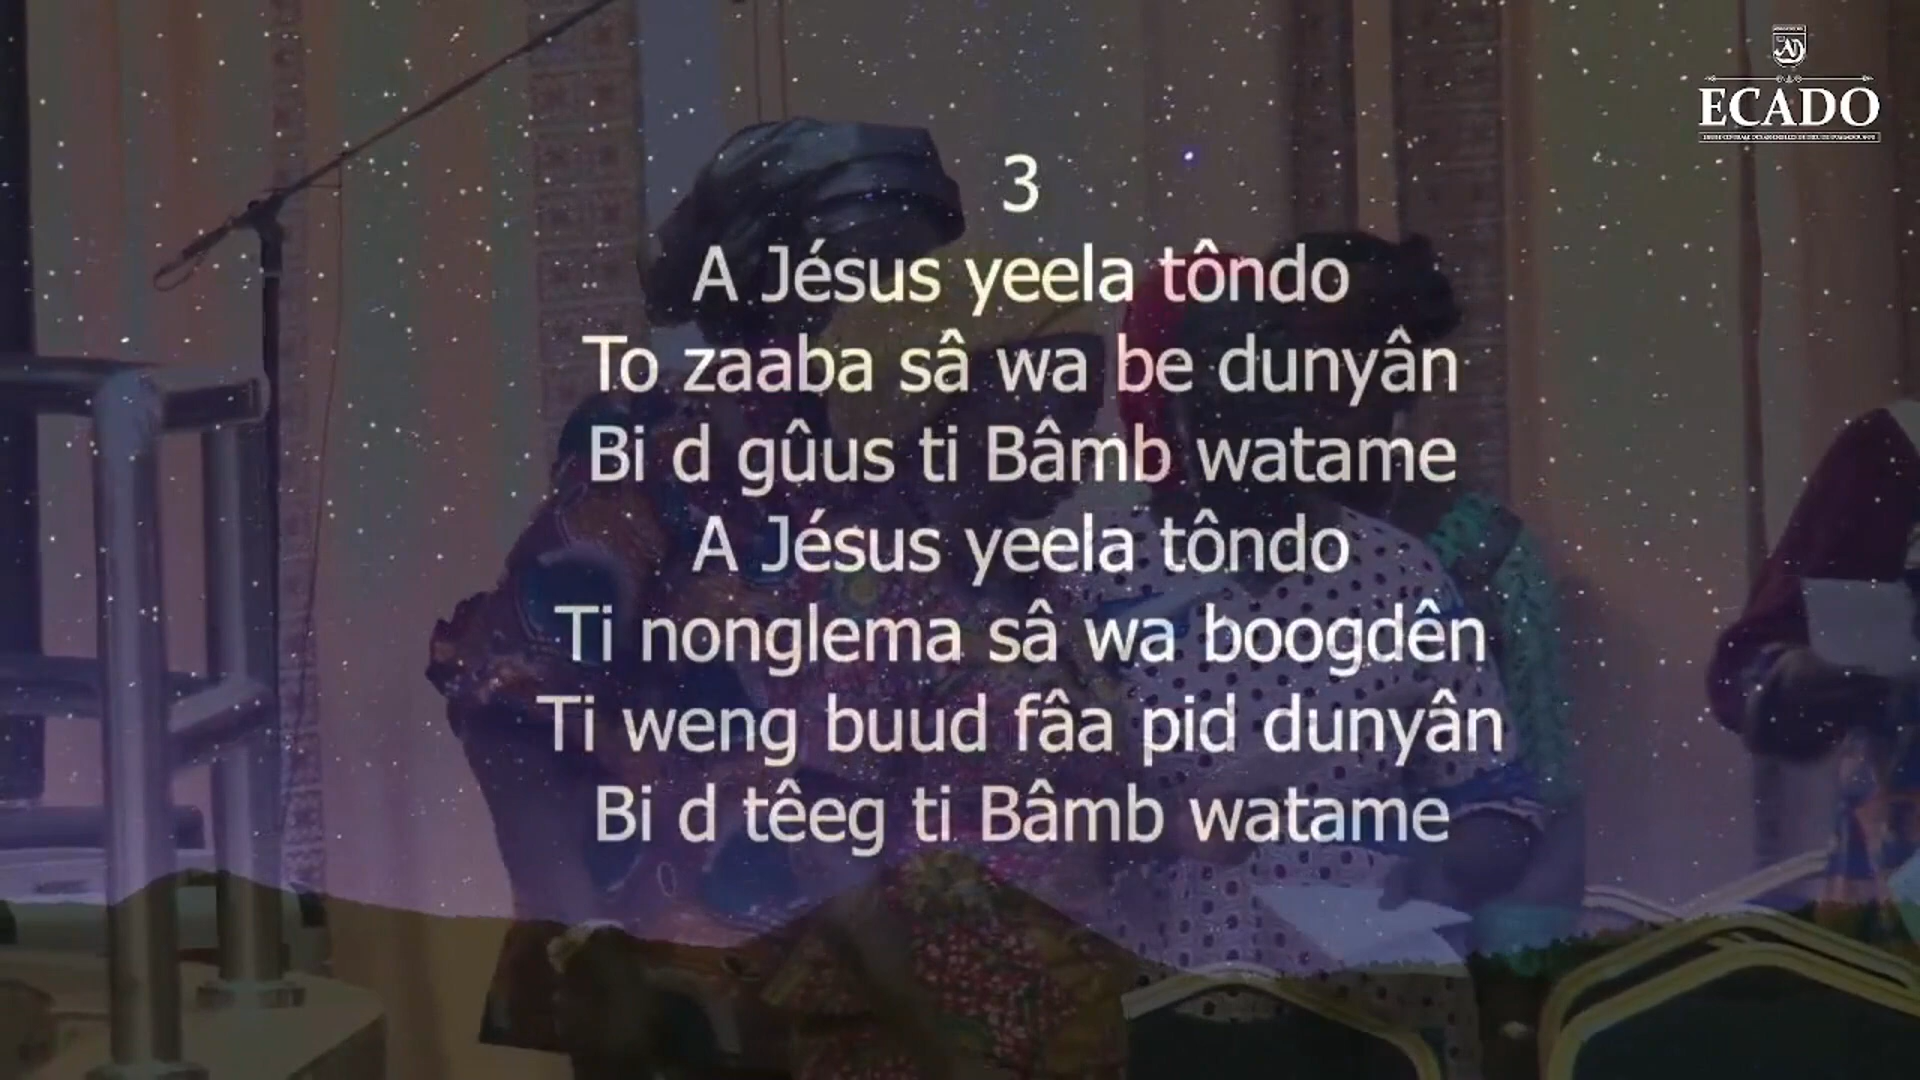 ECADO
3
A Jésus yeela tôndo
To zaaba sâ wa be dunyân
Bi d gûus ti Bâmb watame
A Jésus yeela tôndo
Ti nonglema sâ wa boogdên
Ti weng buud fâa pid dunyân
Bi d têeg ti Bâmb watame